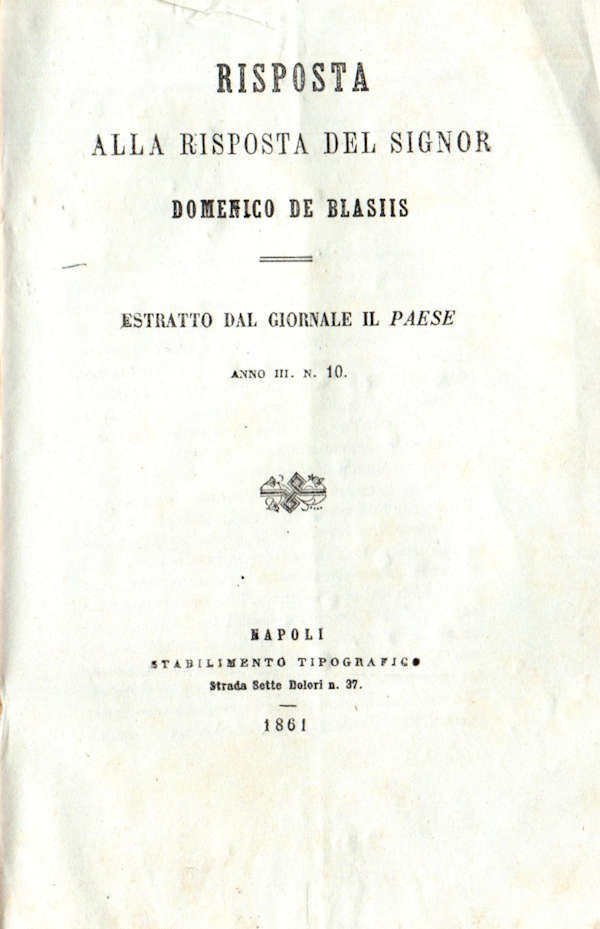 RISPOSTA
ALLA RISPOSTA DEL SIGNOR
DOMENICO DE BLASIIS
ESTRATTO DAL GIORNALE IL PAESE
ANNO III. N. 10.
NAPOLI
STABILIMENTO TIPOGRAFICO
Strada Sette Dolori n. 37.
1861